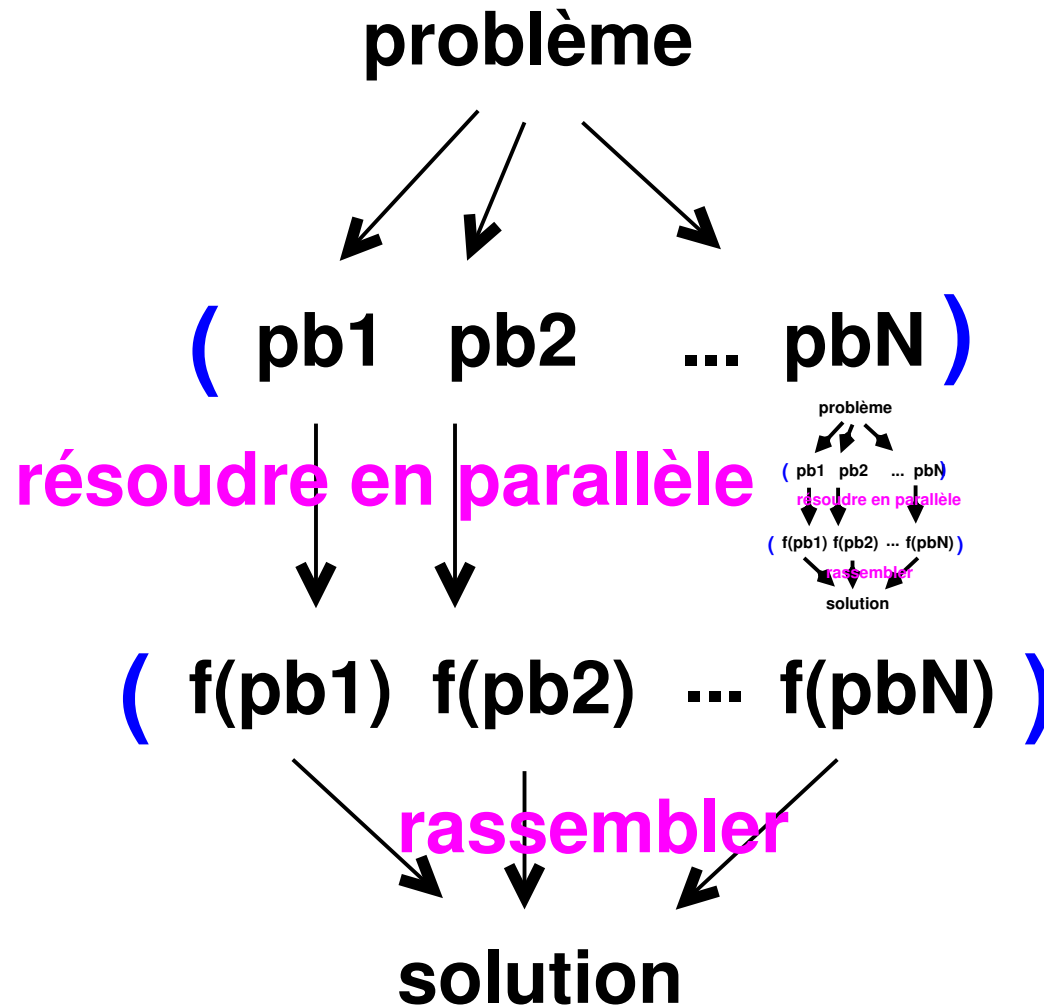 problème
( pb1 pb2 ... pbN )
problème
résoudre en parallèle
( pb1 pb2 ... pbN )
résoudre en parallèle
( f(pb1) f(pb2) ... f(pbN) )
rassembler
solution
( f(pb1) f(pb2) ... f(pbN) )
rassembler
solution